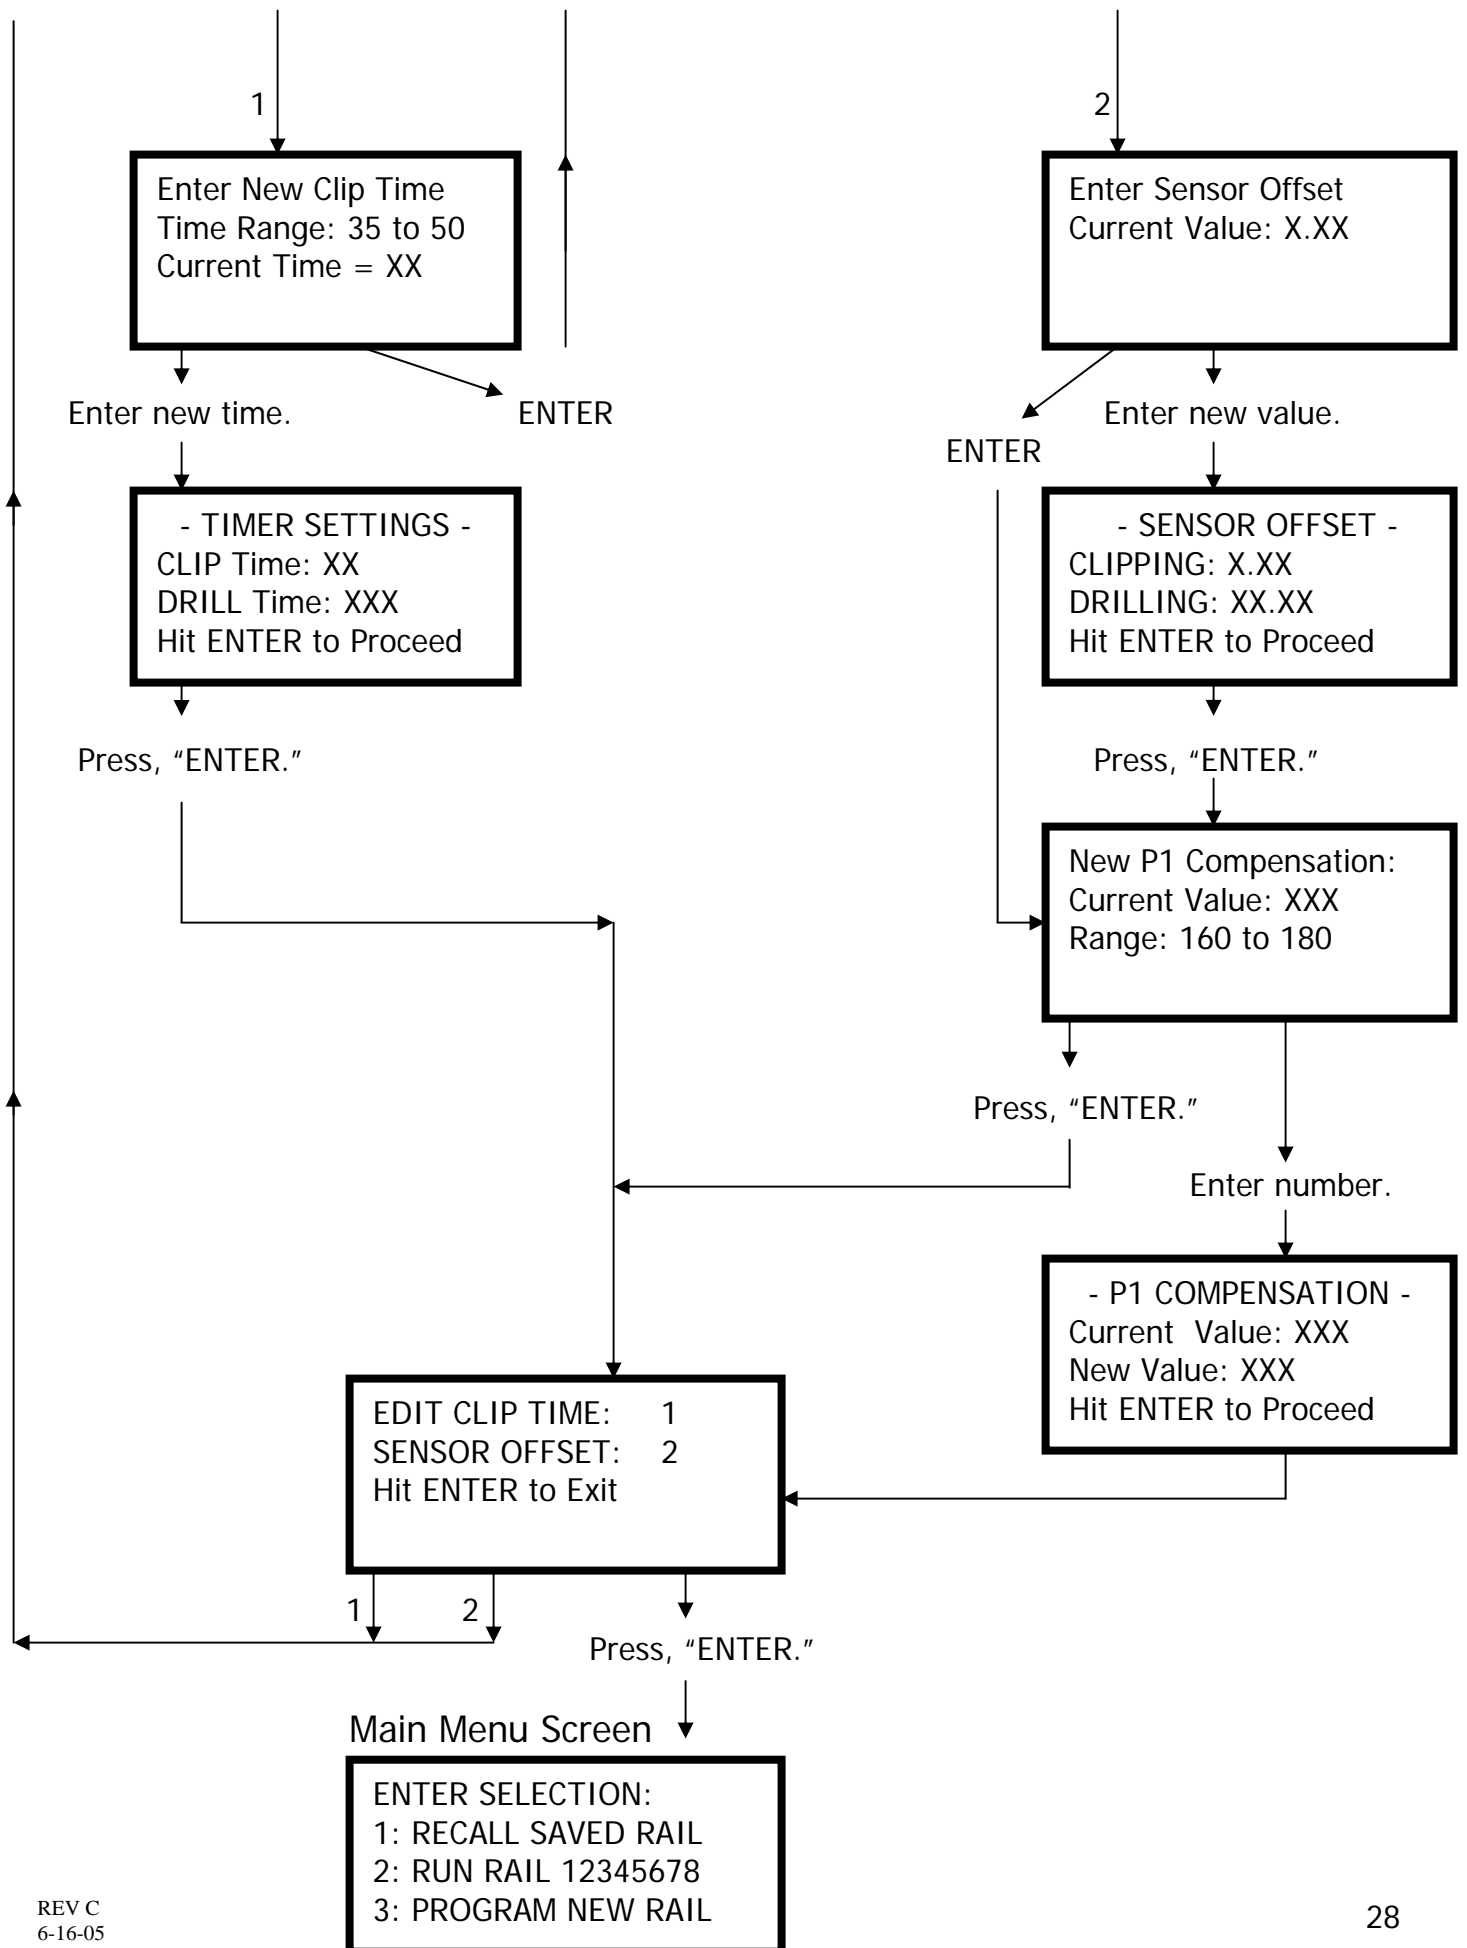 1
2
Enter New Clip Time
Time Range: 35 to 50
Current Time = XX
Enter Sensor Offset
Current Value: X.XX
Enter new time.
ENTER
ENTER
Enter new value.
- TIMER SETTINGS -
CLIP Time: XX
DRILL Time: XXX
Hit ENTER to Proceed
- SENSOR OFFSET -
CLIPPING: X.XX
DRILLING: XX.XX
Hit ENTER to Proceed
Press, “ENTER.”
Press, “ENTER.”
New P1 Compensation:
Current Value: XXX
Range: 160 to 180
Press, “ENTER.”
Enter number.
- P1 COMPENSATION -
Current  Value: XXX
New Value: XXX
Hit ENTER to Proceed
EDIT CLIP TIME: 1
SENSOR OFFSET: 2
Hit ENTER to Exit
1
2
Press, “ENTER.”
Main Menu Screen
ENTER SELECTION:
1: RECALL SAVED RAIL
2: RUN RAIL 12345678
3: PROGRAM NEW RAIL
REV C
6-16-05
28